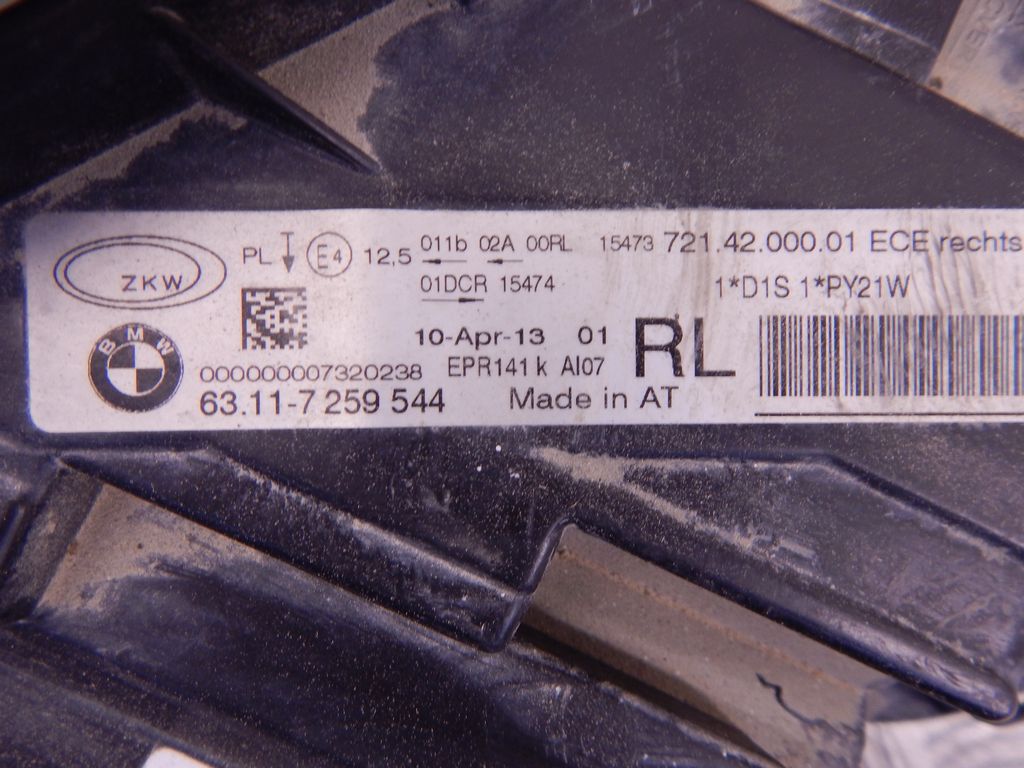 ZKW
PL T E4 12,5 011b 02A 00RL 15473 721.42.000.01 ECE rechts
01DCR 15474 1*D1S 1*PY21W
BMW
10-Apr-13 01 RL
000000007320238 EPR141 k AI07
63.11-7 259 544 Made in AT